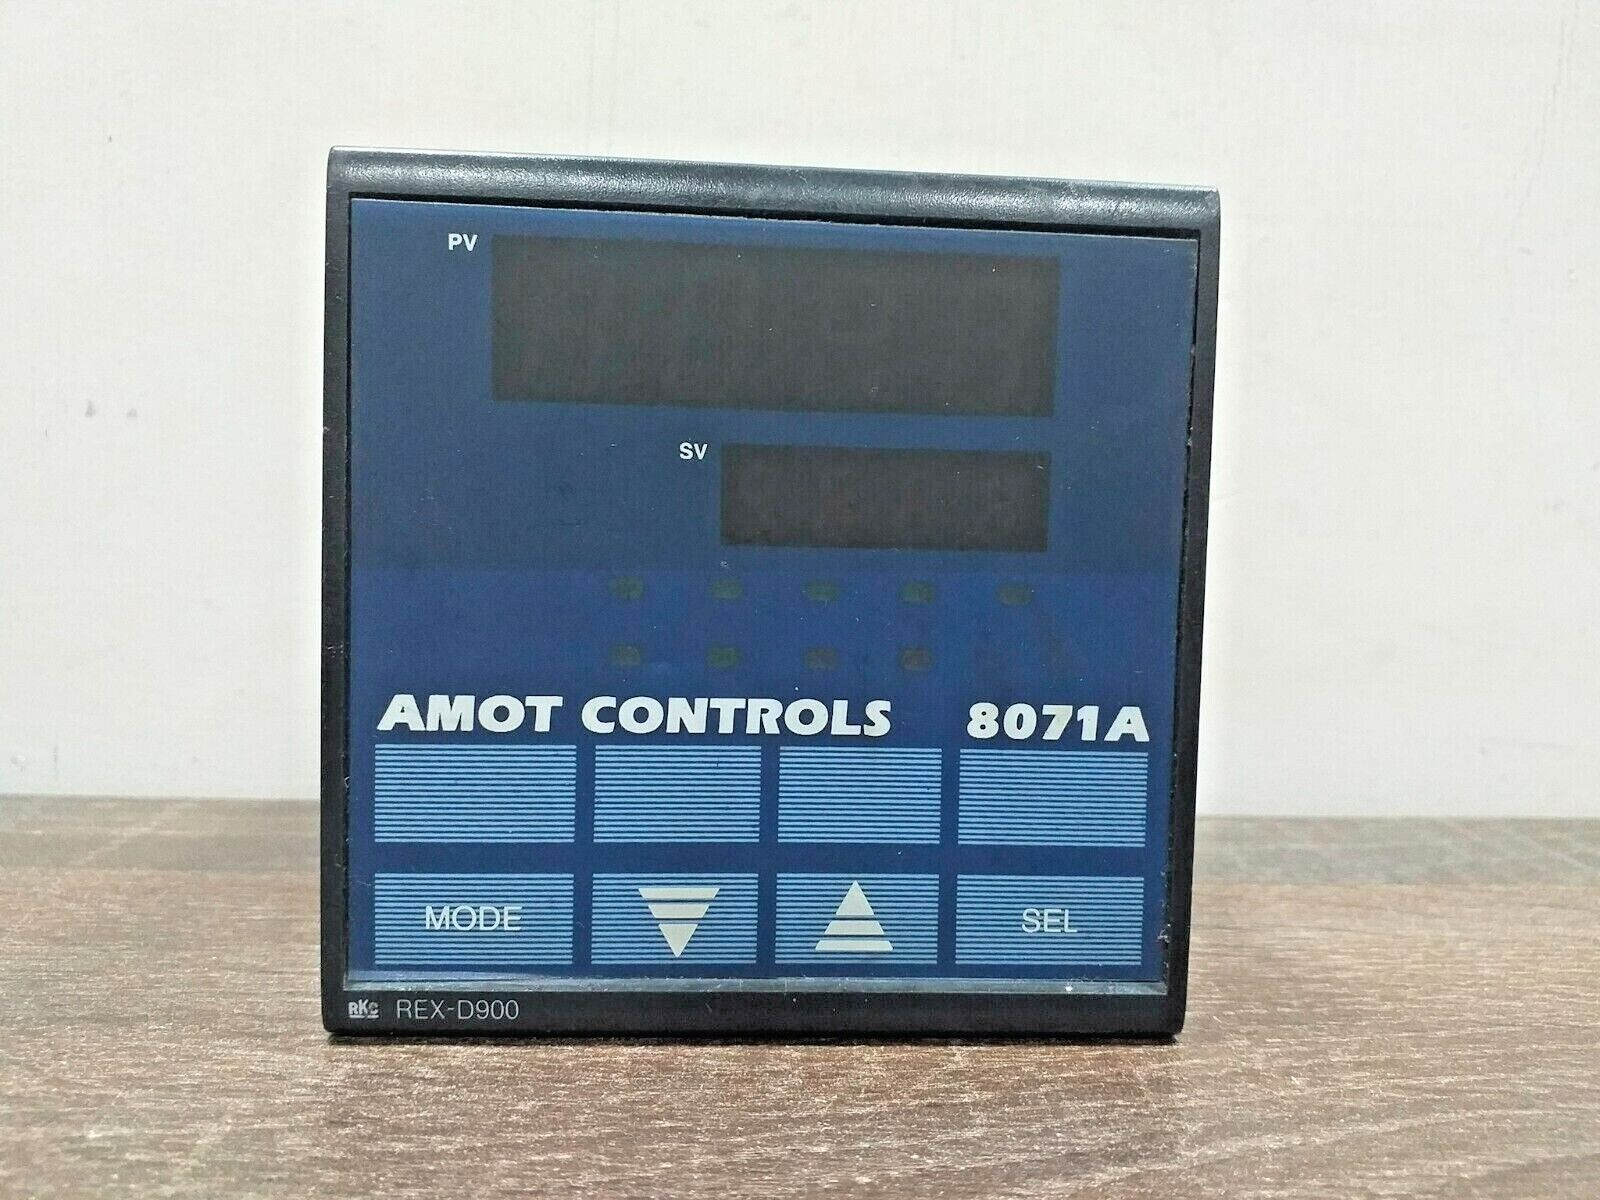 PV
SV
AMOT CONTROLS 8071A
MODE SEL
RKC REX-D900